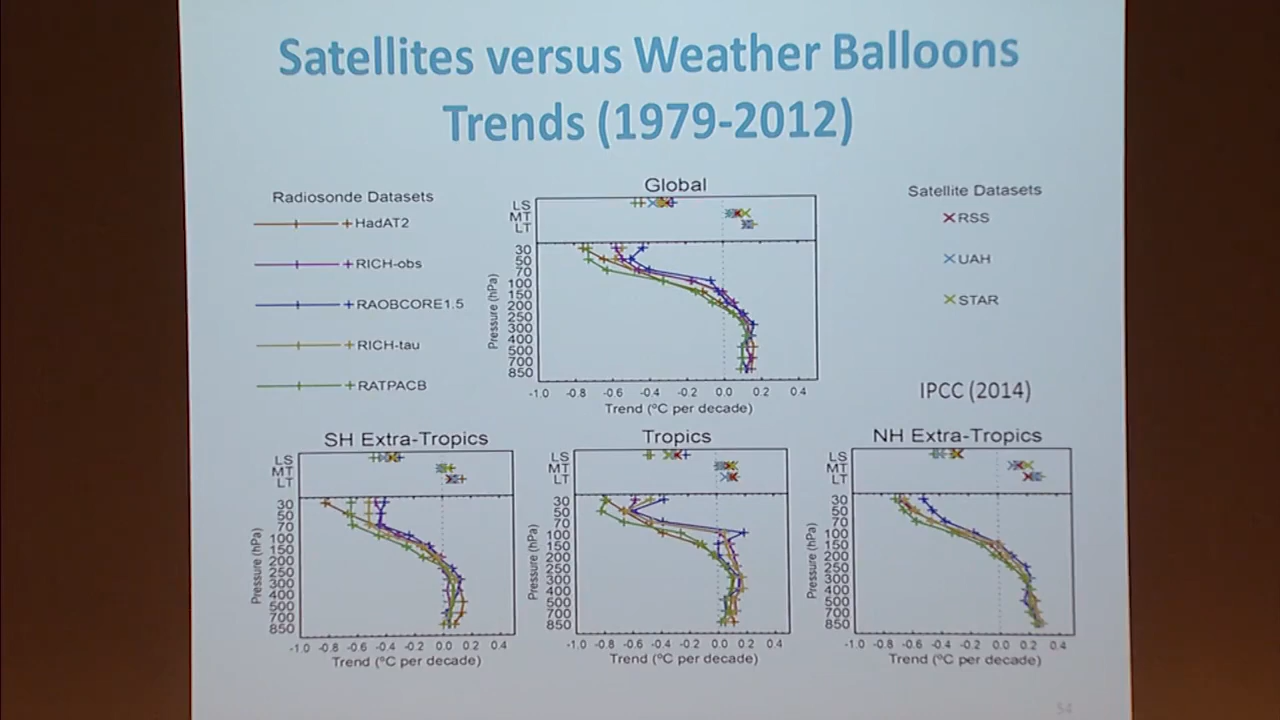 Satellites versus Weather Balloons
Trends (1979-2012)
Radiosonde Datasets
HadAT2
RICH-obs
RAOBCORE1.5
RICH-tau
RATPACB
Global
LS
MT
LT
30
50
70
100
150
200
250
300
400
500
700
850
Pressure (hPa)
-1.0 -0.8 -0.6 -0.4 -0.2 0.0 0.2 0.4
Trend (ºC per decade)
Satellite Datasets
RSS
UAH
STAR
IPCC (2014)
SH Extra-Tropics
LS
MT
LT
30
50
70
100
150
200
250
300
400
500
700
850
Pressure (hPa)
-1.0 -0.8 -0.6 -0.4 -0.2 0.0 0.2 0.4
Trend (ºC per decade)
Tropics
LS
MT
LT
30
50
70
100
150
200
250
300
400
500
700
850
Pressure (hPa)
-1.0 -0.8 -0.6 -0.4 -0.2 0.0 0.2 0.4
Trend (ºC per decade)
NH Extra-Tropics
LS
MT
LT
30
50
70
100
150
200
250
300
400
500
700
850
Pressure (hPa)
-1.0 -0.8 -0.6 -0.4 -0.2 0.0 0.2 0.4
Trend (ºC per decade)
54